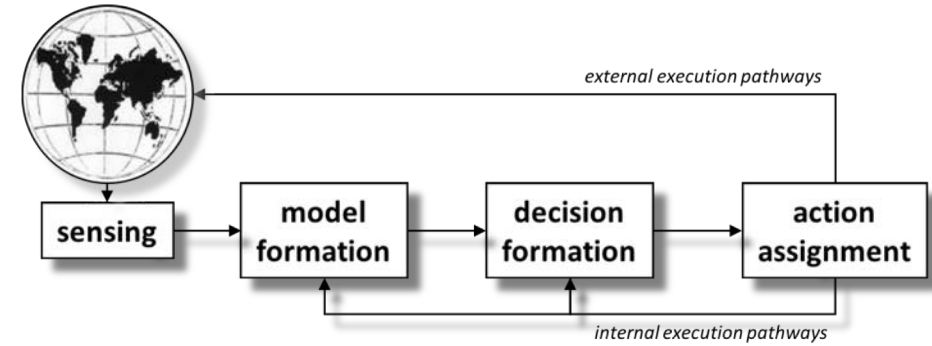 external execution pathways
sensing
model
formation
decision
formation
action
assignment
internal execution pathways